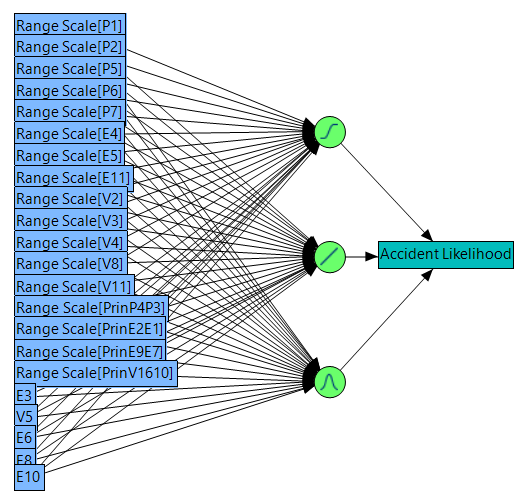 Range Scale[P1]
Range Scale[P2]
Range Scale[P5]
Range Scale[P6]
Range Scale[P7]
Range Scale[E4]
Range Scale[E5]
Range Scale[E11]
Range Scale[V2]
Range Scale[V3]
Range Scale[V4]
Range Scale[V8]
Range Scale[V11]
Range Scale[PrinP4P3]
Range Scale[PrinE2E1]
Range Scale[PrinE9E7]
Range Scale[PrinV1610]
E3
V5
E6
E8
E10
Accident Likelihood